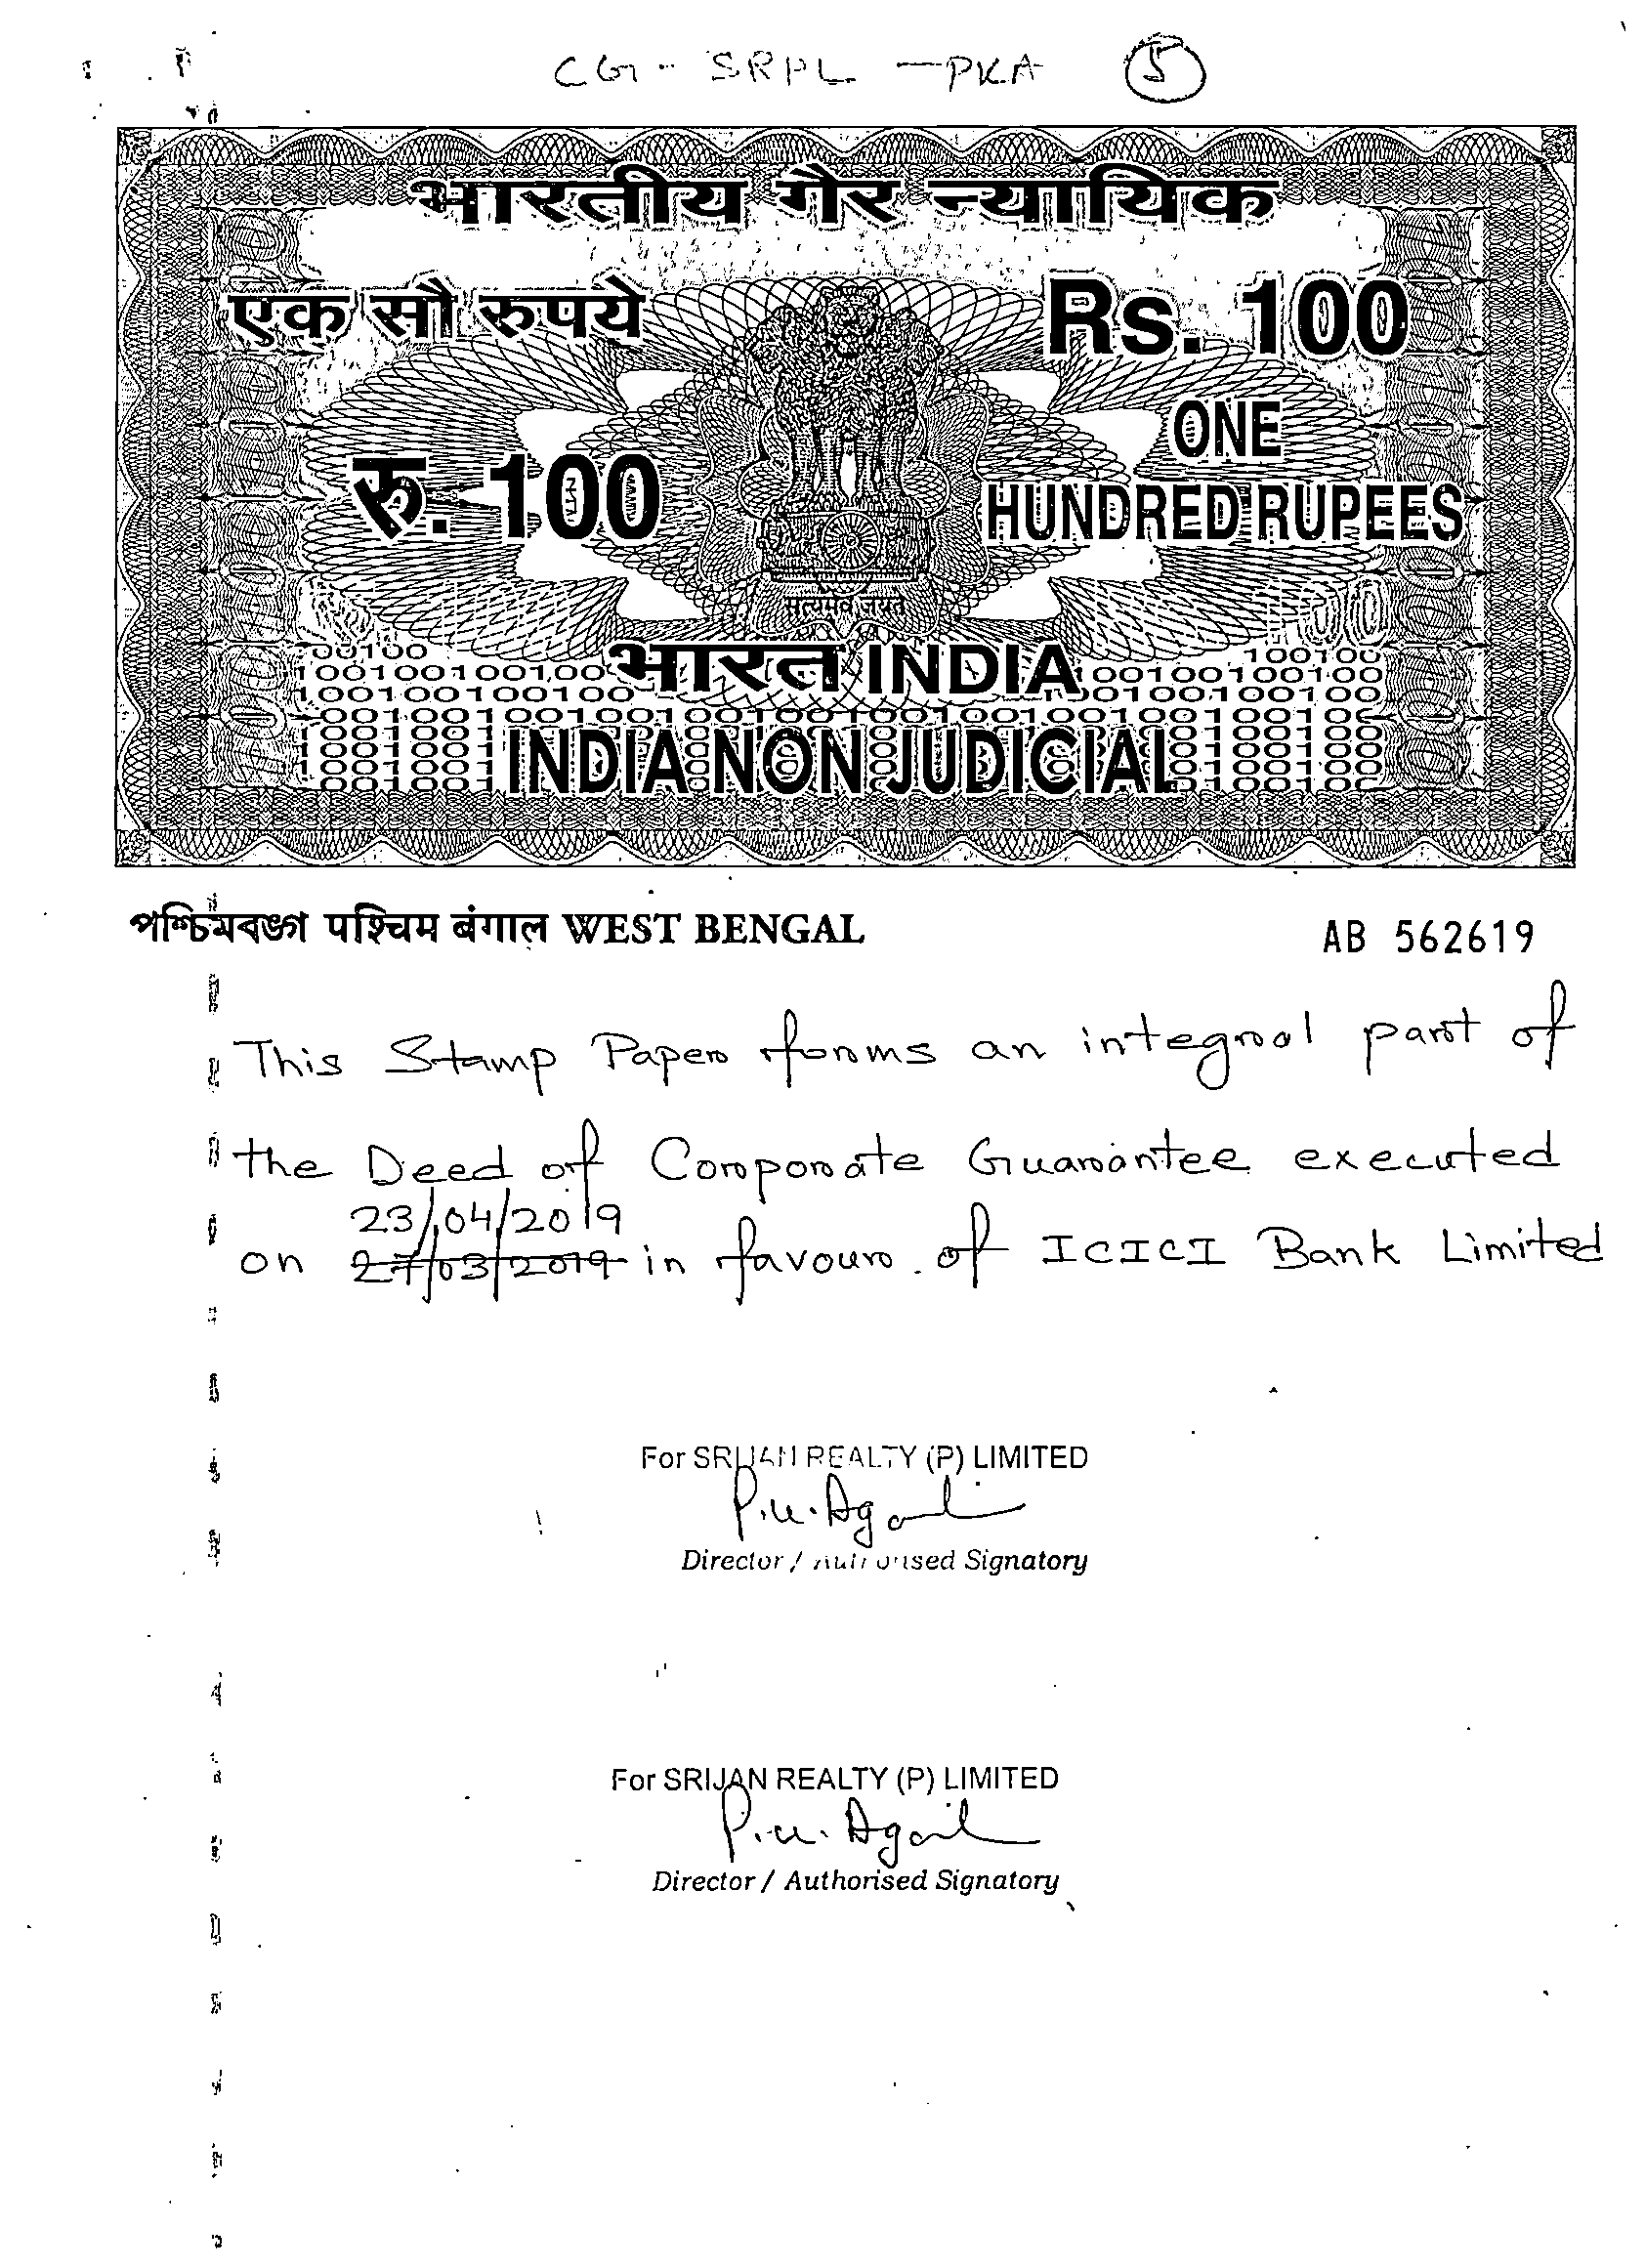 CG - SRPL - PKA 5
भारतीय गैर न्यायिक
एक सौ रुपये
Rs. 100
रु. 100
ONE
HUNDRED RUPEES
सत्यमेव जयते
भारत INDIA
INDIA NON JUDICIAL
পশ্চিমবঙ্গ पश्चिम बंगाल WEST BENGAL
AB 562619
This Stamp Paper forms an integral part of
the Deed of Corporate Guarantee executed
23/04/2019
on 27/03/2019 in favour of ICICI Bank Limited
For SRIJAN REALTY (P) LIMITED
Director / Authorised Signatory
For SRIJAN REALTY (P) LIMITED
Director / Authorised Signatory